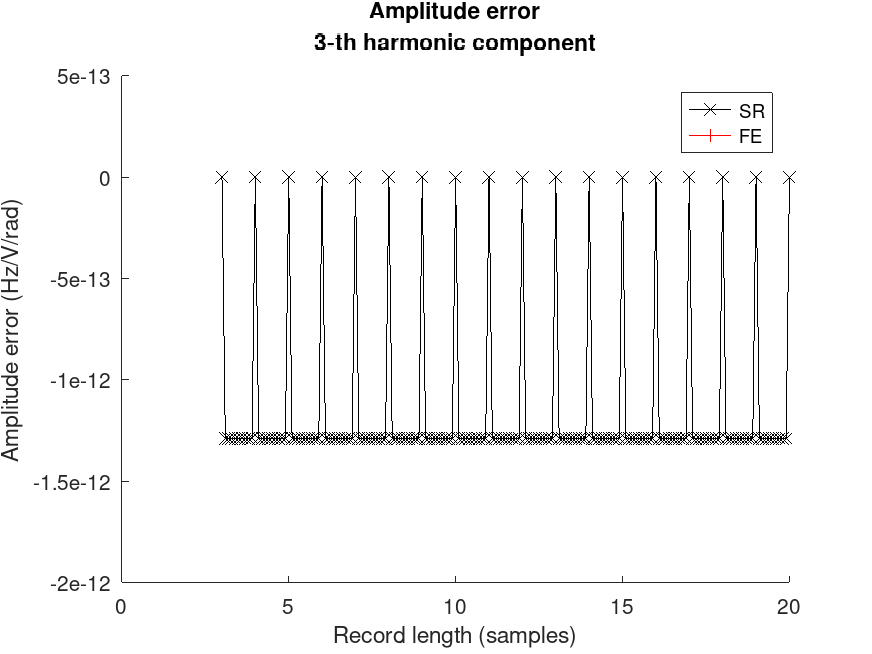 Amplitude error
3-th harmonic component
5e-13
0
-5e-13
-1e-12
-1.5e-12
-2e-12
Amplitude error (Hz/V/rad)
SR
FE
0
5
10
15
20
Record length (samples)